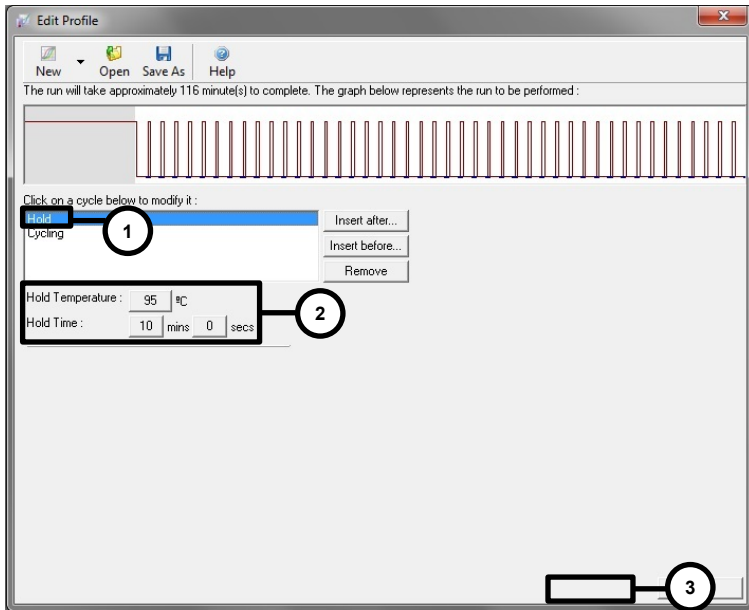 Edit Profile
New Open Save As Help
The run will take approximately 116 minute(s) to complete. The graph below represents the run to be performed :
Click on a cycle below to modify it :
Hold
1
Cycling
Insert after...
Insert before...
Remove
Hold Temperature : 95 ºC
Hold Time : 10 mins 0 secs
2
3